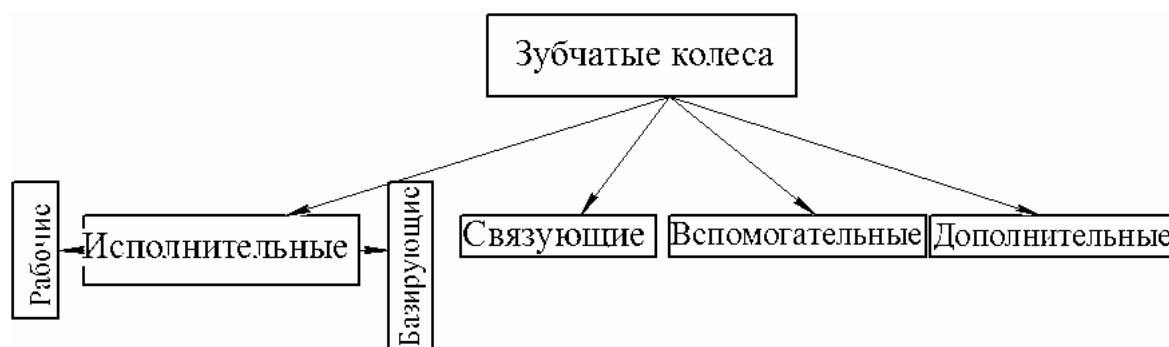 Зубчатые колеса
Рабочие
Исполнительные
Базирующие
Связующие
Вспомогательные
Дополнительные